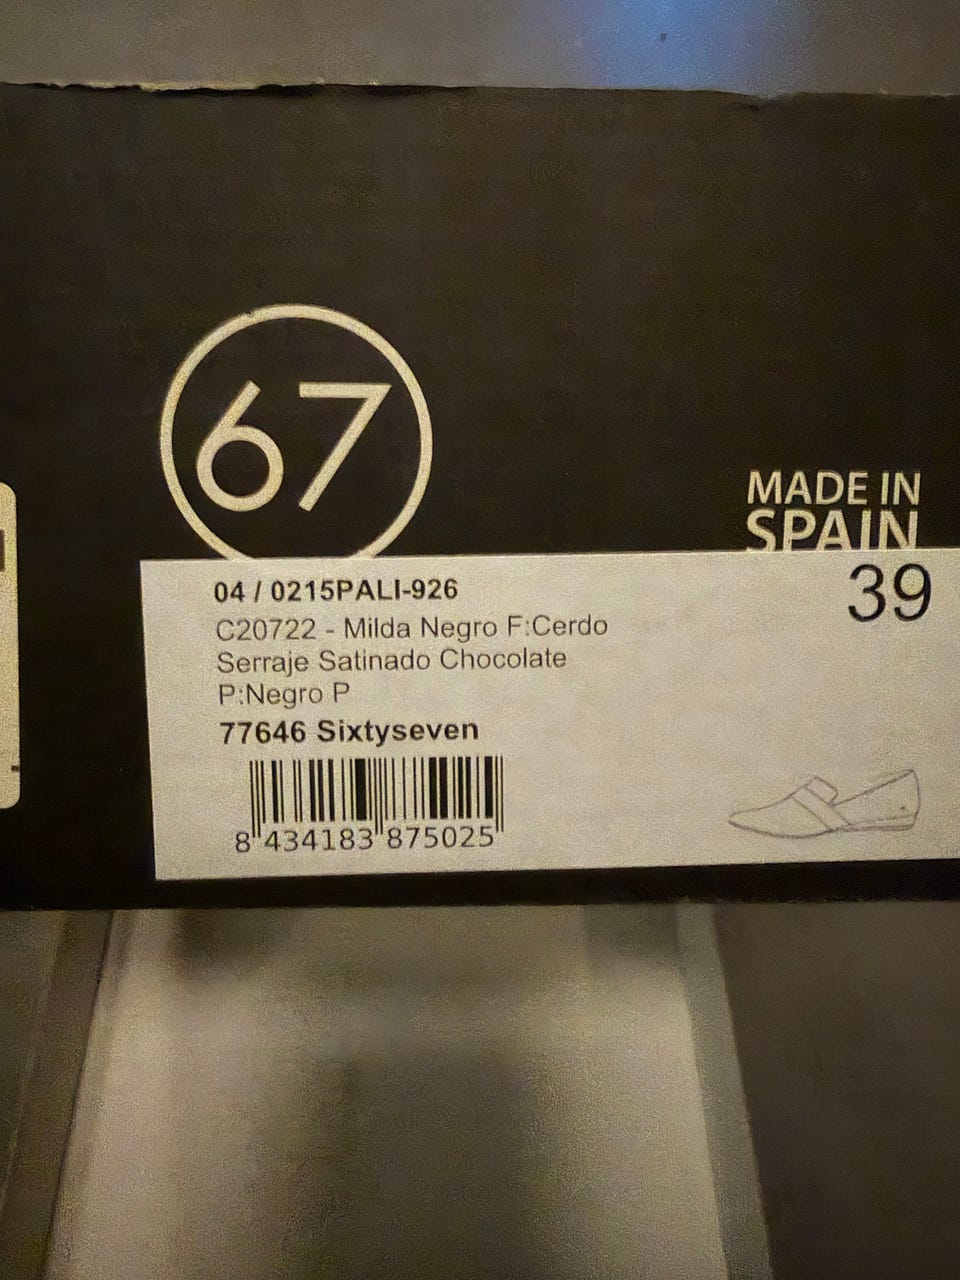 67
MADE IN
SPAIN
04 / 0215PALI-926
39
C20722 - Milda Negro F:Cerdo
Serraje Satinado Chocolate
P:Negro P
77646 Sixtyseven
8 434183 875025